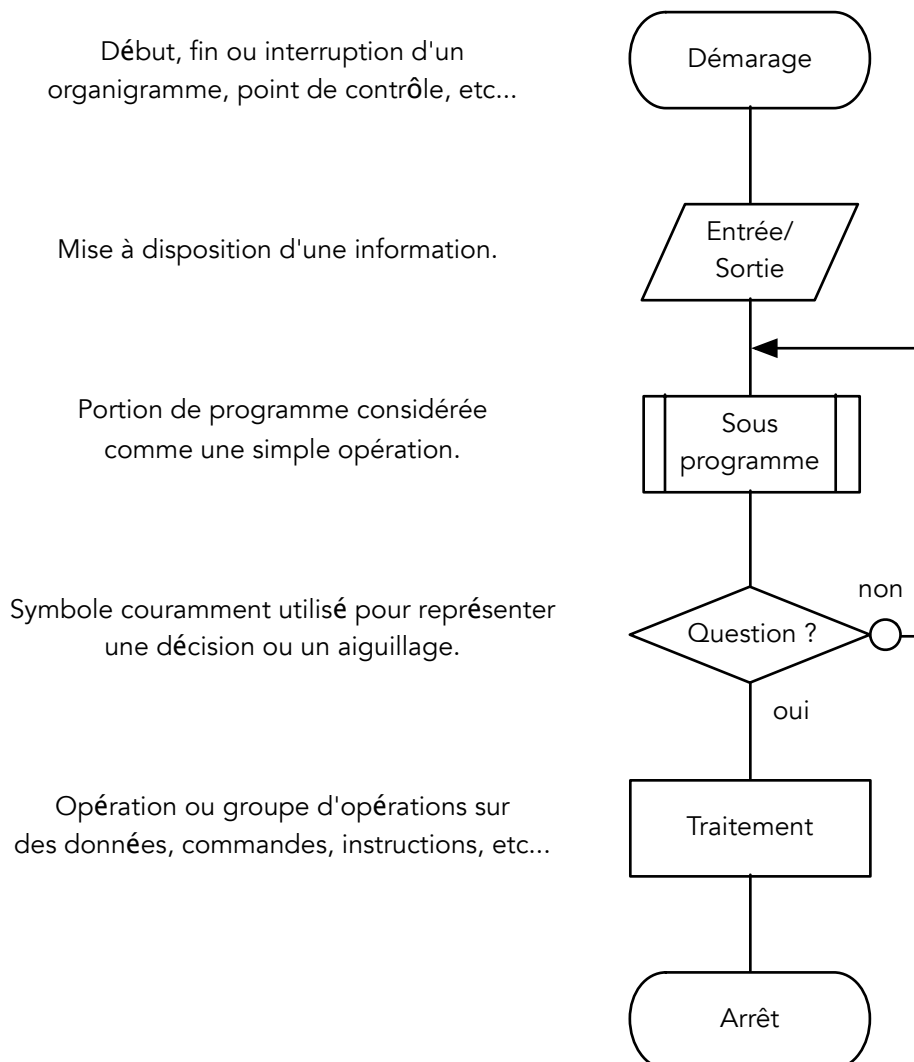 Début, fin ou interruption d'un
organigramme, point de contrôle, etc...
Démarage
Mise à disposition d'une information.
Entrée/
Sortie
Portion de programme considérée
comme une simple opération.
Sous
programme
Symbole couramment utilisé pour représenter
une décision ou un aiguillage.
Question ?
non
oui
Opération ou groupe d'opérations sur
des données, commandes, instructions, etc...
Traitement
Arrêt